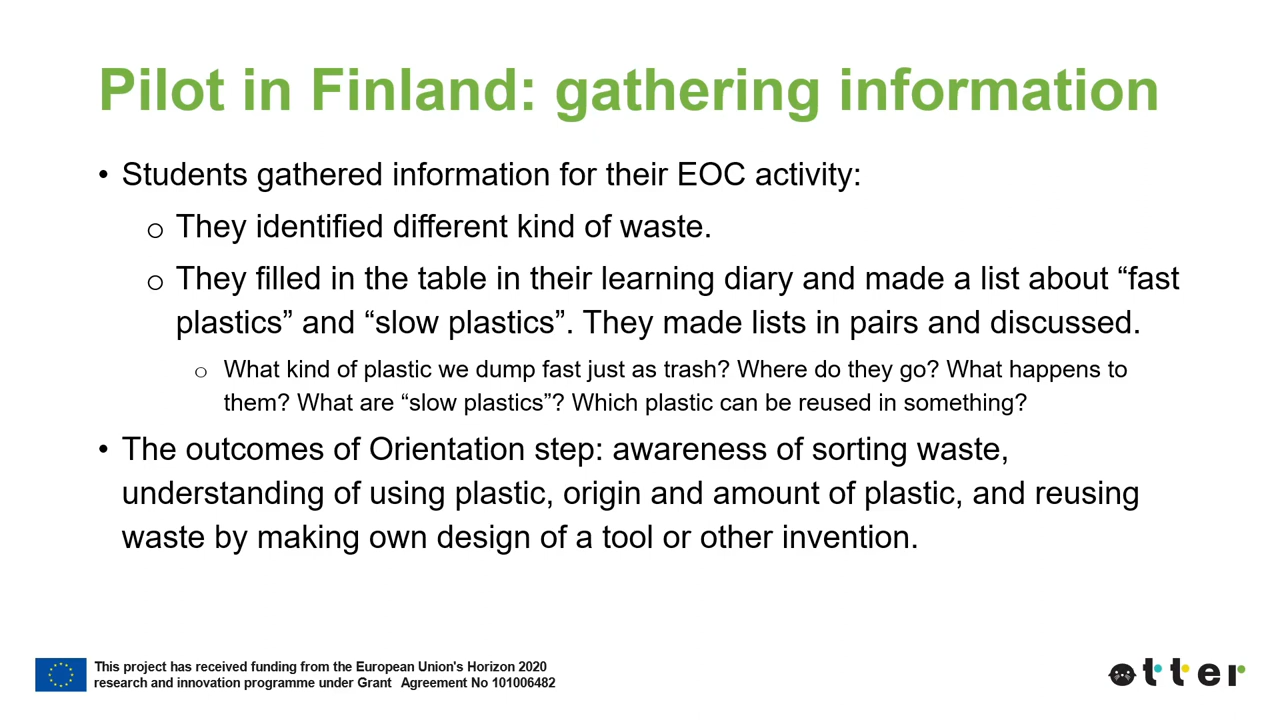 Pilot in Finland: gathering information
• Students gathered information for their EOC activity:
o They identified different kind of waste.
o They filled in the table in their learning diary and made a list about “fast
plastics” and “slow plastics”. They made lists in pairs and discussed.
o What kind of plastic we dump fast just as trash? Where do they go? What happens to
them? What are “slow plastics”? Which plastic can be reused in something?
• The outcomes of Orientation step: awareness of sorting waste,
understanding of using plastic, origin and amount of plastic, and reusing
waste by making own design of a tool or other invention.
This project has received funding from the European Union's Horizon 2020
research and innovation programme under Grant Agreement No 101006482
otter